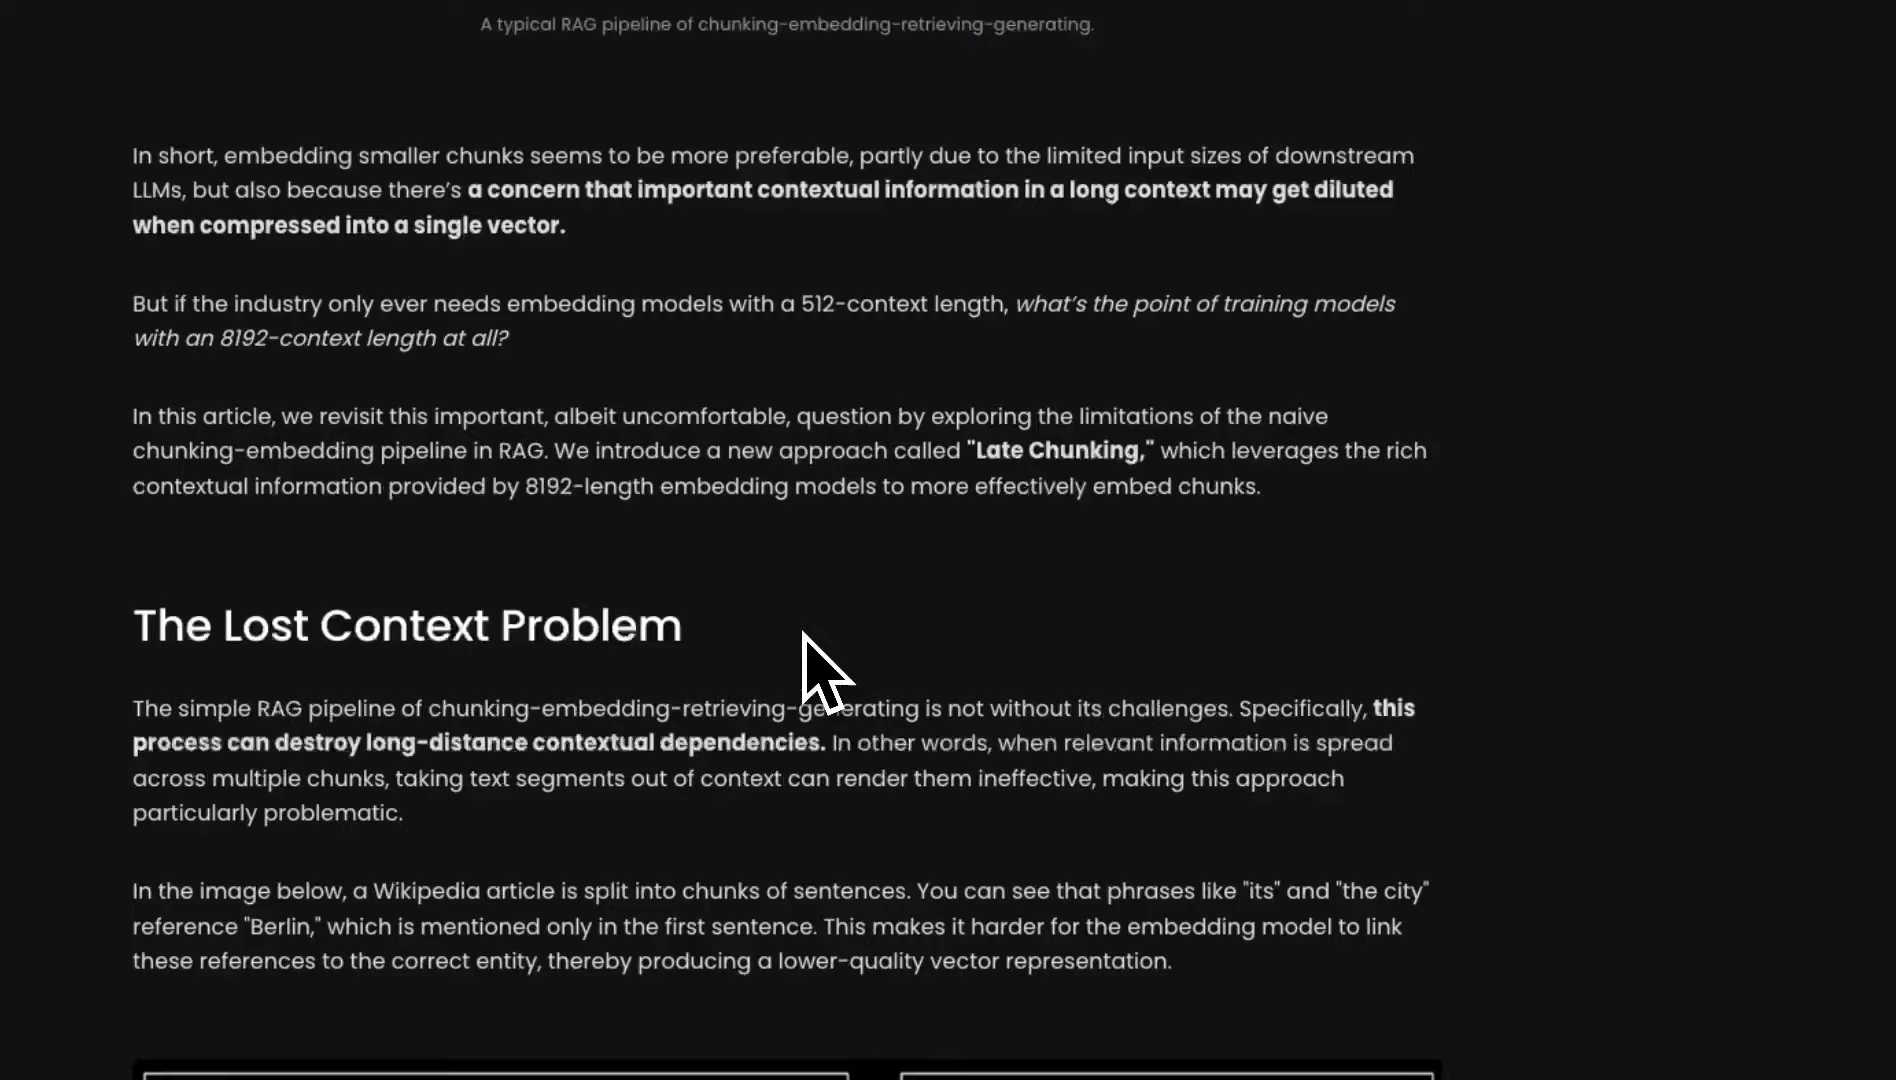 A typical RAG pipeline of chunking-embedding-retrieving-generating.
In short, embedding smaller chunks seems to be more preferable, partly due to the limited input sizes of downstream
LLMs, but also because there's a concern that important contextual information in a long context may get diluted
when compressed into a single vector.
But if the industry only ever needs embedding models with a 512-context length, what's the point of training models
with an 8192-context length at all?
In this article, we revisit this important, albeit uncomfortable, question by exploring the limitations of the naive
chunking-embedding pipeline in RAG. We introduce a new approach called "Late Chunking," which leverages the rich
contextual information provided by 8192-length embedding models to more effectively embed chunks.
The Lost Context Problem
The simple RAG pipeline of chunking-embedding-retrieving-generating is not without its challenges. Specifically, this
process can destroy long-distance contextual dependencies. In other words, when relevant information is spread
across multiple chunks, taking text segments out of context can render them ineffective, making this approach
particularly problematic.
In the image below, a Wikipedia article is split into chunks of sentences. You can see that phrases like "its" and "the city"
reference "Berlin," which is mentioned only in the first sentence. This makes it harder for the embedding model to link
these references to the correct entity, thereby producing a lower-quality vector representation.